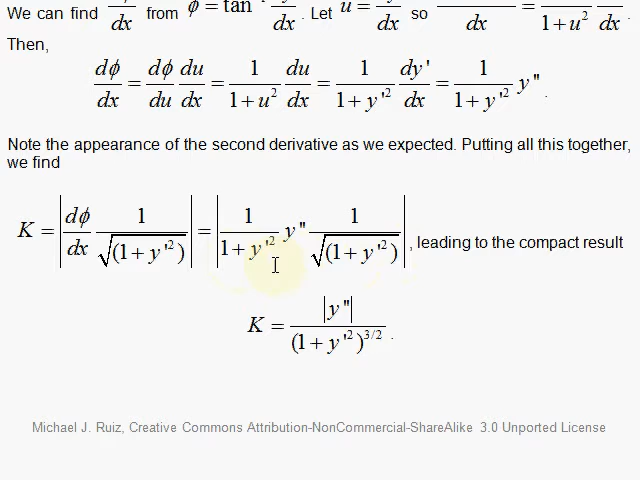 We can find dφ/dx from φ = tan⁻¹ dy/dx. Let u = dy/dx so dx = 1/(1+u²) dx.
Then,
dφ/dx = dφ/du du/dx = 1/(1+u²) du/dx = 1/(1+y'²) dy'/dx = 1/(1+y'²) y".
Note the appearance of the second derivative as we expected. Putting all this together,
we find
K = |dφ/dx 1/√(1+y'²)| = |1/(1+y'²) y" 1/√(1+y'²)|, leading to the compact result
K = |y"|/(1+y'²)^3/2.
Michael J. Ruiz, Creative Commons Attribution-NonCommercial-ShareAlike 3.0 Unported License